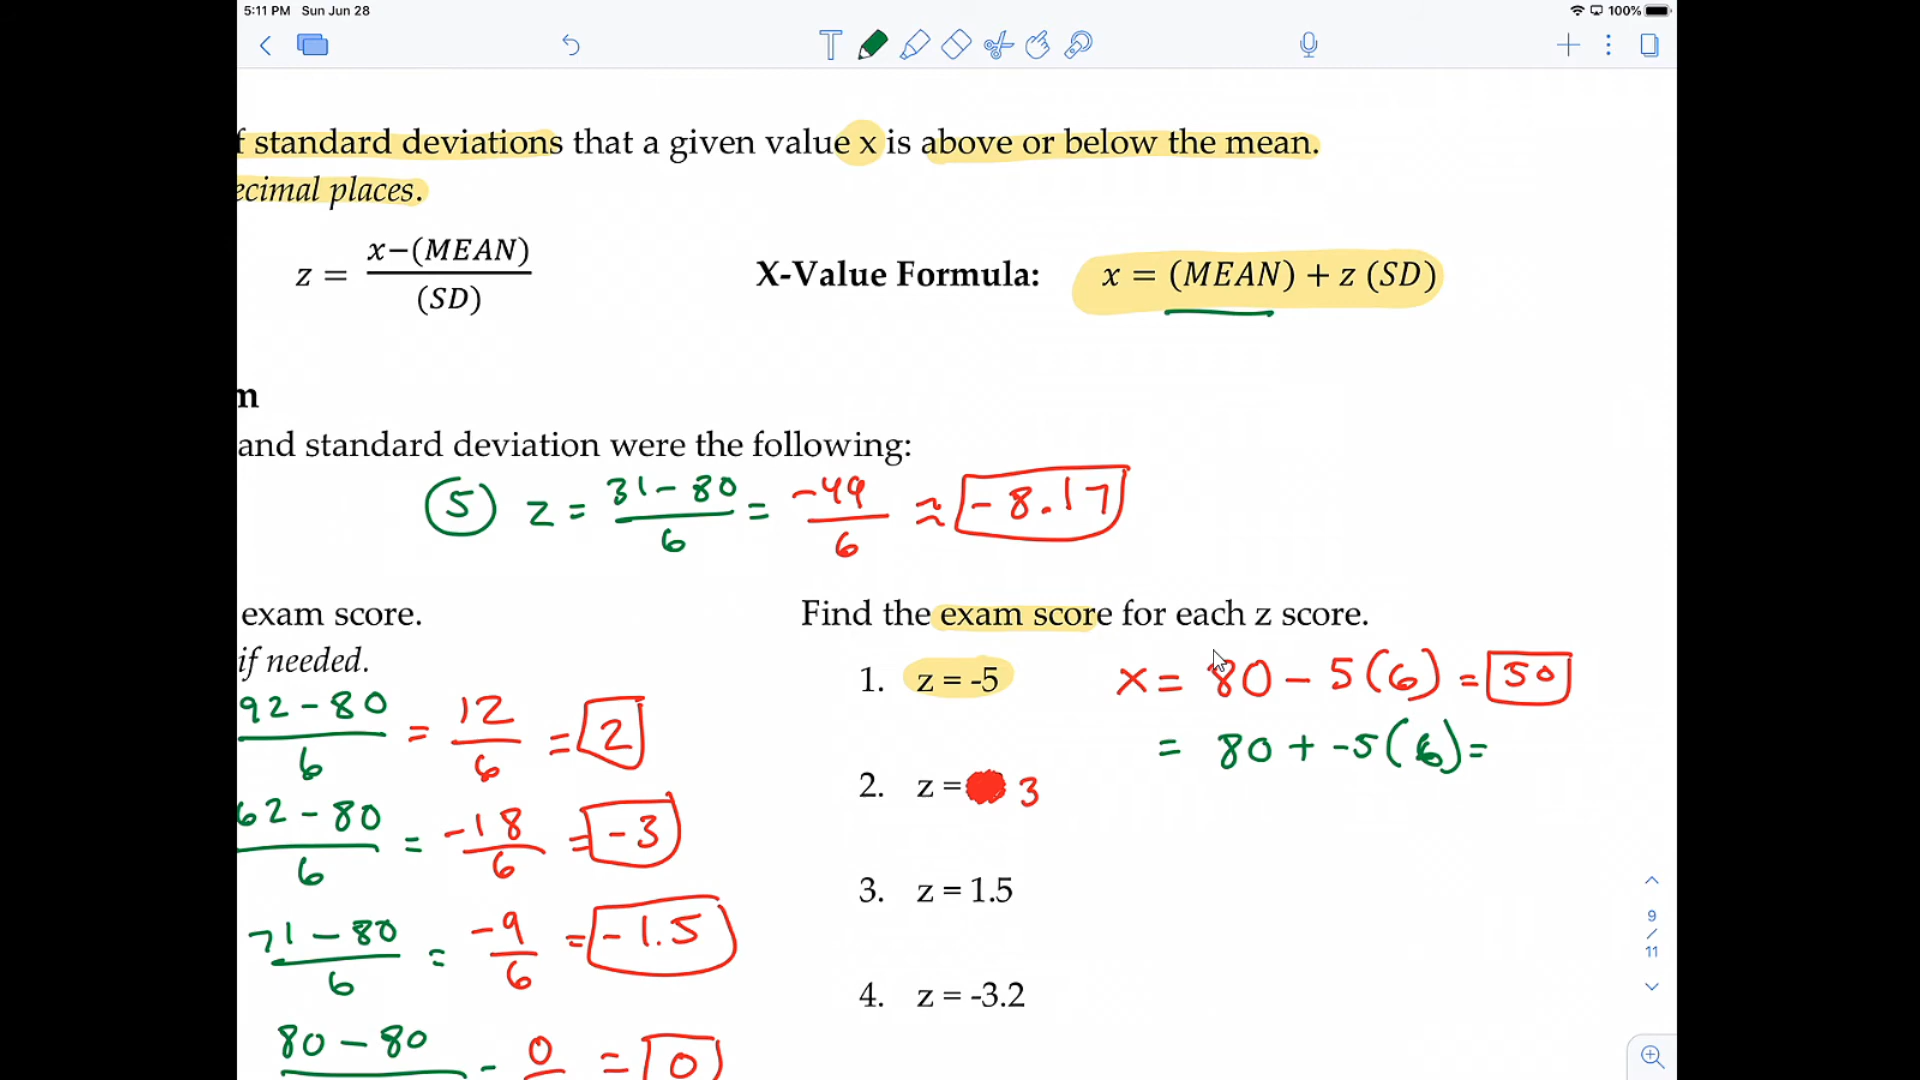 5:11 PM Sun Jun 28
100%
f standard deviations that a given value x is above or below the mean.
ecimal places.
z = x−(MEAN) / (SD)
X-Value Formula: x = (MEAN) + z (SD)
m
and standard deviation were the following:
5 z = 31 - 80 / 6 = -49 / 6 ≈ -8.17
exam score.
if needed.
92 - 80 / 6 = 12 / 6 = 2
62 - 80 / 6 = -18 / 6 = -3
71 - 80 / 6 = -9 / 6 = -1.5
80 - 80 = 0 = 0
Find the exam score for each z score.
1. z = -5 x = 80 - 5(6) = 50
= 80 + -5(6) =
2. z = 3
3. z = 1.5
4. z = -3.2
9
/
11